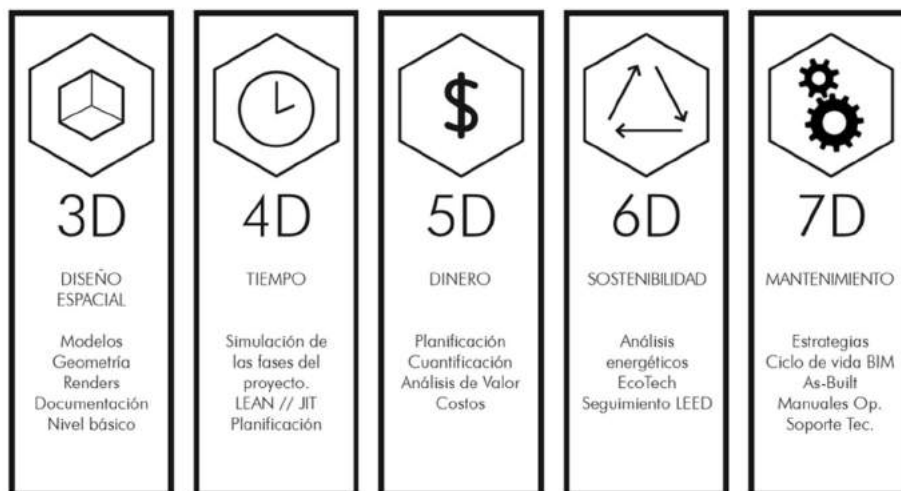 3D
DISEÑO
ESPACIAL
Modelos
Geometría
Renders
Documentación
Nivel básico
4D
TIEMPO
Simulación de
las fases del
proyecto.
LEAN // JIT
Planificación
$
5D
DINERO
Planificación
Cuantificación
Análisis de Valor
Costos
6D
SOSTENIBILIDAD
Análisis
energéticos
EcoTech
Seguimiento LEED
7D
MANTENIMIENTO
Estrategias
Ciclo de vida BIM
As-Built
Manuales Op.
Soporte Tec.